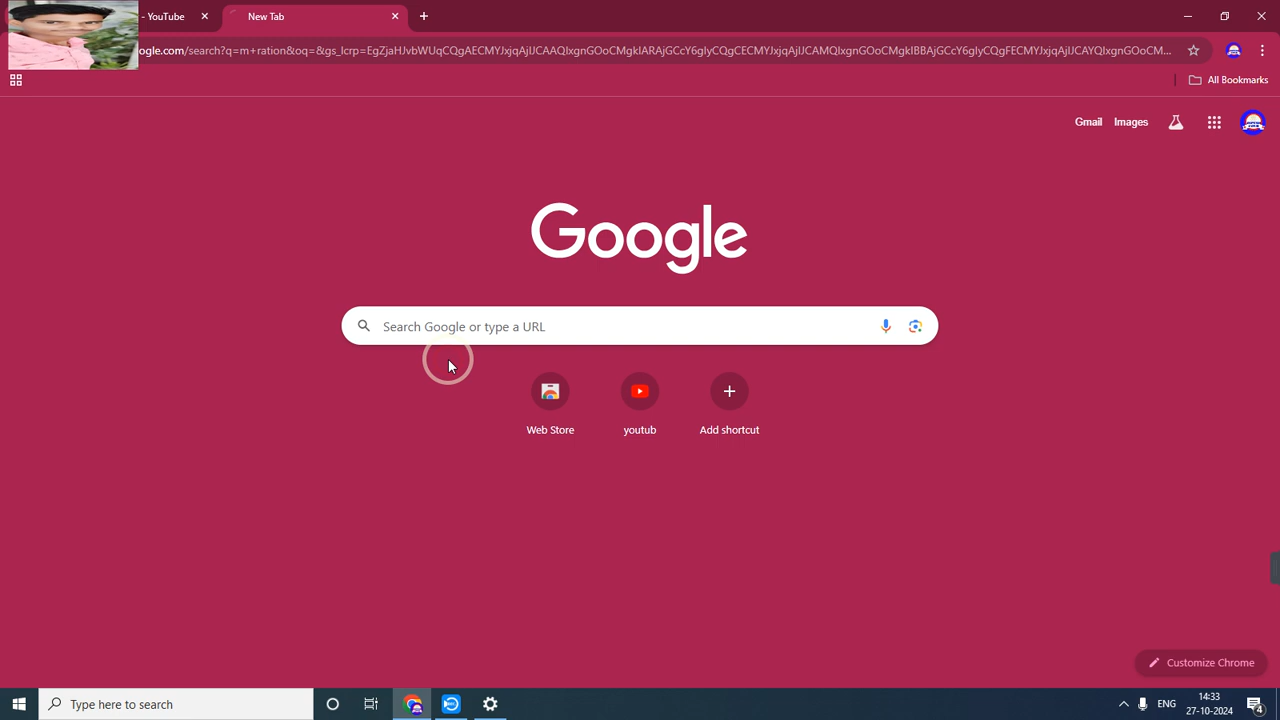 - YouTube
New Tab
ogle.com/search?q=m+ration&oq=&gs_lcrp=EgZjaHJvbWUqCQgAECMYJxjqAjIJCAAQIxgnGOoCMgkIARAjGCcY6gIyCQgCECMYJxjqAjIJCAMQIxgnGOoCMgkIBBAjGCcY6gIyCQgFECMYJxjqAjIJCAYQIxgnGOoCM...
All Bookmarks
Gmail Images
Google
Search Google or type a URL
Web Store youtub Add shortcut
Customize Chrome
Type here to search
ENG
14:33
27-10-2024
4